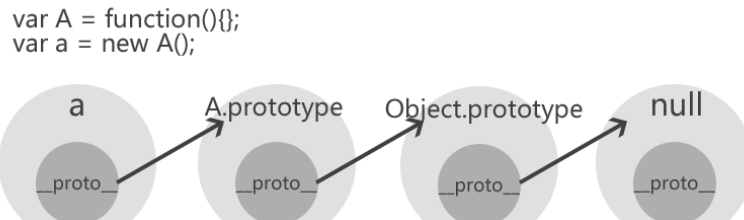 var A = function(){};
var a = new A();
a A.prototype Object.prototype null
__proto__ __proto__ __proto__ __proto__